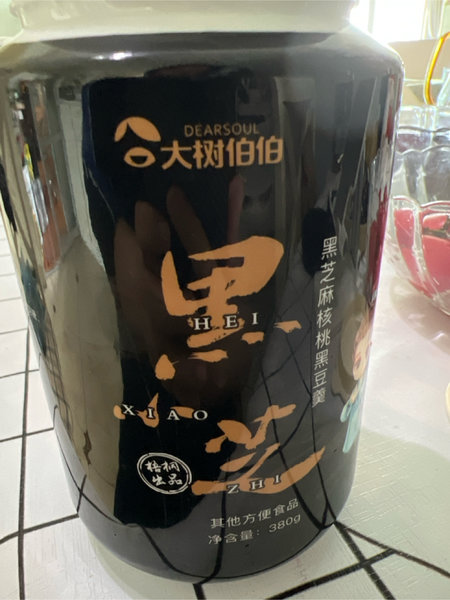 DEARSOUL
大树伯伯
黑
HEI
小
XIAO
芝
ZHI
黑芝麻核桃黑豆羹
梧桐
出品
其他方便食品
净含量：380g